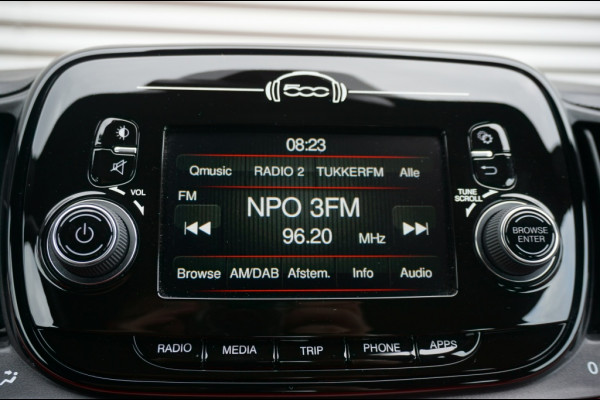 500
08:23
Qmusic RADIO 2 TUKKERFM Alle
VOL
TUNE
SCROLL
FM
NPO 3FM
96.20 MHz
BROWSE
ENTER
Browse AM/DAB Afstem. Info Audio
RADIO MEDIA TRIP PHONE APPS
0